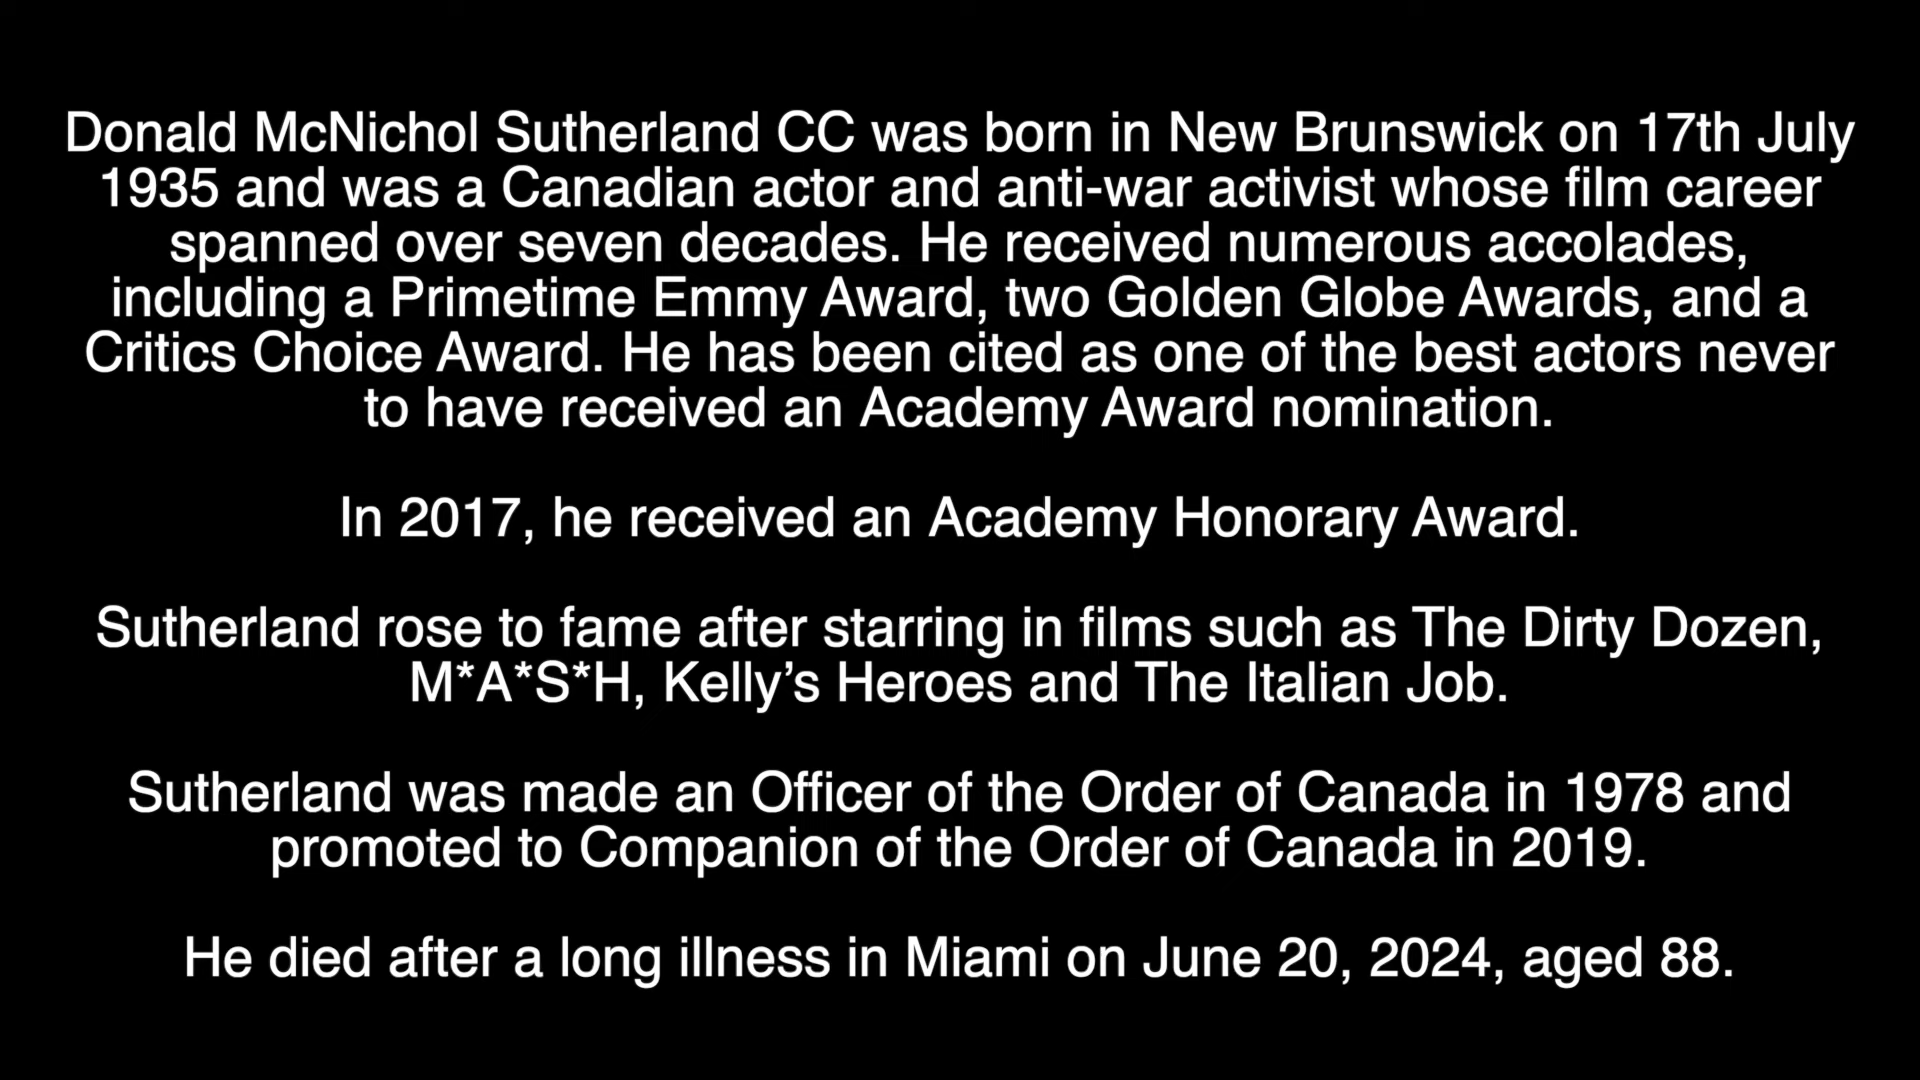 Donald McNichol Sutherland CC was born in New Brunswick on 17th July
1935 and was a Canadian actor and anti-war activist whose film career
spanned over seven decades. He received numerous accolades,
including a Primetime Emmy Award, two Golden Globe Awards, and a
Critics Choice Award. He has been cited as one of the best actors never
to have received an Academy Award nomination.
In 2017, he received an Academy Honorary Award.
Sutherland rose to fame after starring in films such as The Dirty Dozen,
M*A*S*H, Kelly’s Heroes and The Italian Job.
Sutherland was made an Officer of the Order of Canada in 1978 and
promoted to Companion of the Order of Canada in 2019.
He died after a long illness in Miami on June 20, 2024, aged 88.